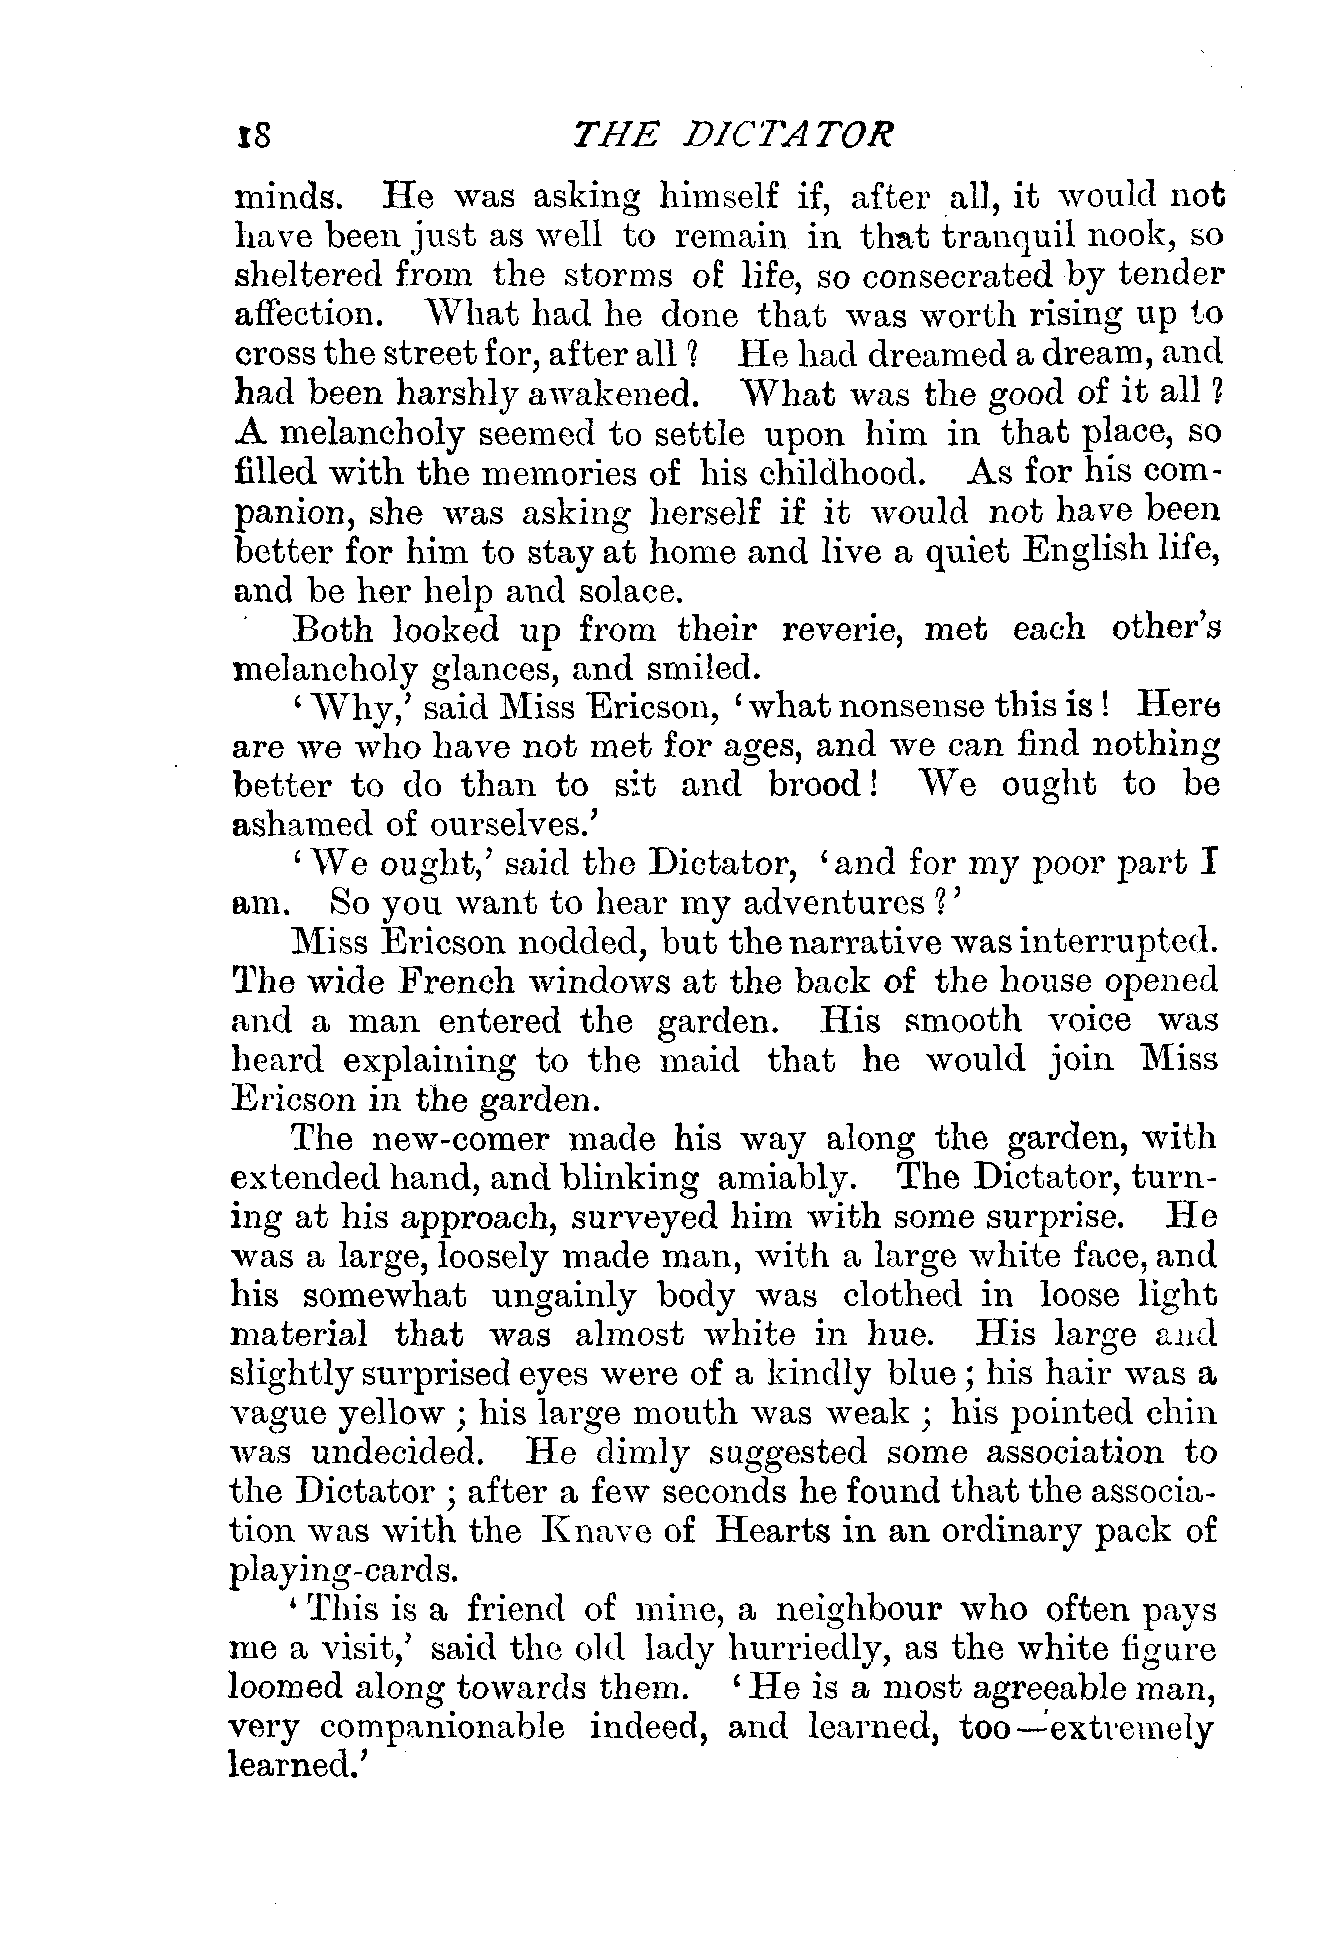 18 THE DICTATOR
minds. He was asking himself if, after all, it would not
have been just as well to remain in that tranquil nook, so
sheltered from the storms of life, so consecrated by tender
affection. What had he done that was worth rising up to
cross the street for, after all? He had dreamed a dream, and
had been harshly awakened. What was the good of it all?
A melancholy seemed to settle upon him in that place, so
filled with the memories of his childhood. As for his com-
panion, she was asking herself if it would not have been
better for him to stay at home and live a quiet English life,
and be her help and solace.
Both looked up from their reverie, met each other's
melancholy glances, and smiled.
‘Why,’ said Miss Ericson, ‘what nonsense this is! Here
are we who have not met for ages, and we can find nothing
better to do than to sit and brood! We ought to be
ashamed of ourselves.’
‘We ought,’ said the Dictator, ‘and for my poor part I
am. So you want to hear my adventures?’
Miss Ericson nodded, but the narrative was interrupted.
The wide French windows at the back of the house opened
and a man entered the garden. His smooth voice was
heard explaining to the maid that he would join Miss
Ericson in the garden.
The new-comer made his way along the garden, with
extended hand, and blinking amiably. The Dictator, turn-
ing at his approach, surveyed him with some surprise. He
was a large, loosely made man, with a large white face, and
his somewhat ungainly body was clothed in loose light
material that was almost white in hue. His large and
slightly surprised eyes were of a kindly blue; his hair was a
vague yellow; his large mouth was weak; his pointed chin
was undecided. He dimly suggested some association to
the Dictator; after a few seconds he found that the associa-
tion was with the Knave of Hearts in an ordinary pack of
playing-cards.
‘This is a friend of mine, a neighbour who often pays
me a visit,’ said the old lady hurriedly, as the white figure
loomed along towards them. ‘He is a most agreeable man,
very companionable indeed, and learned, too—extremely
learned.’